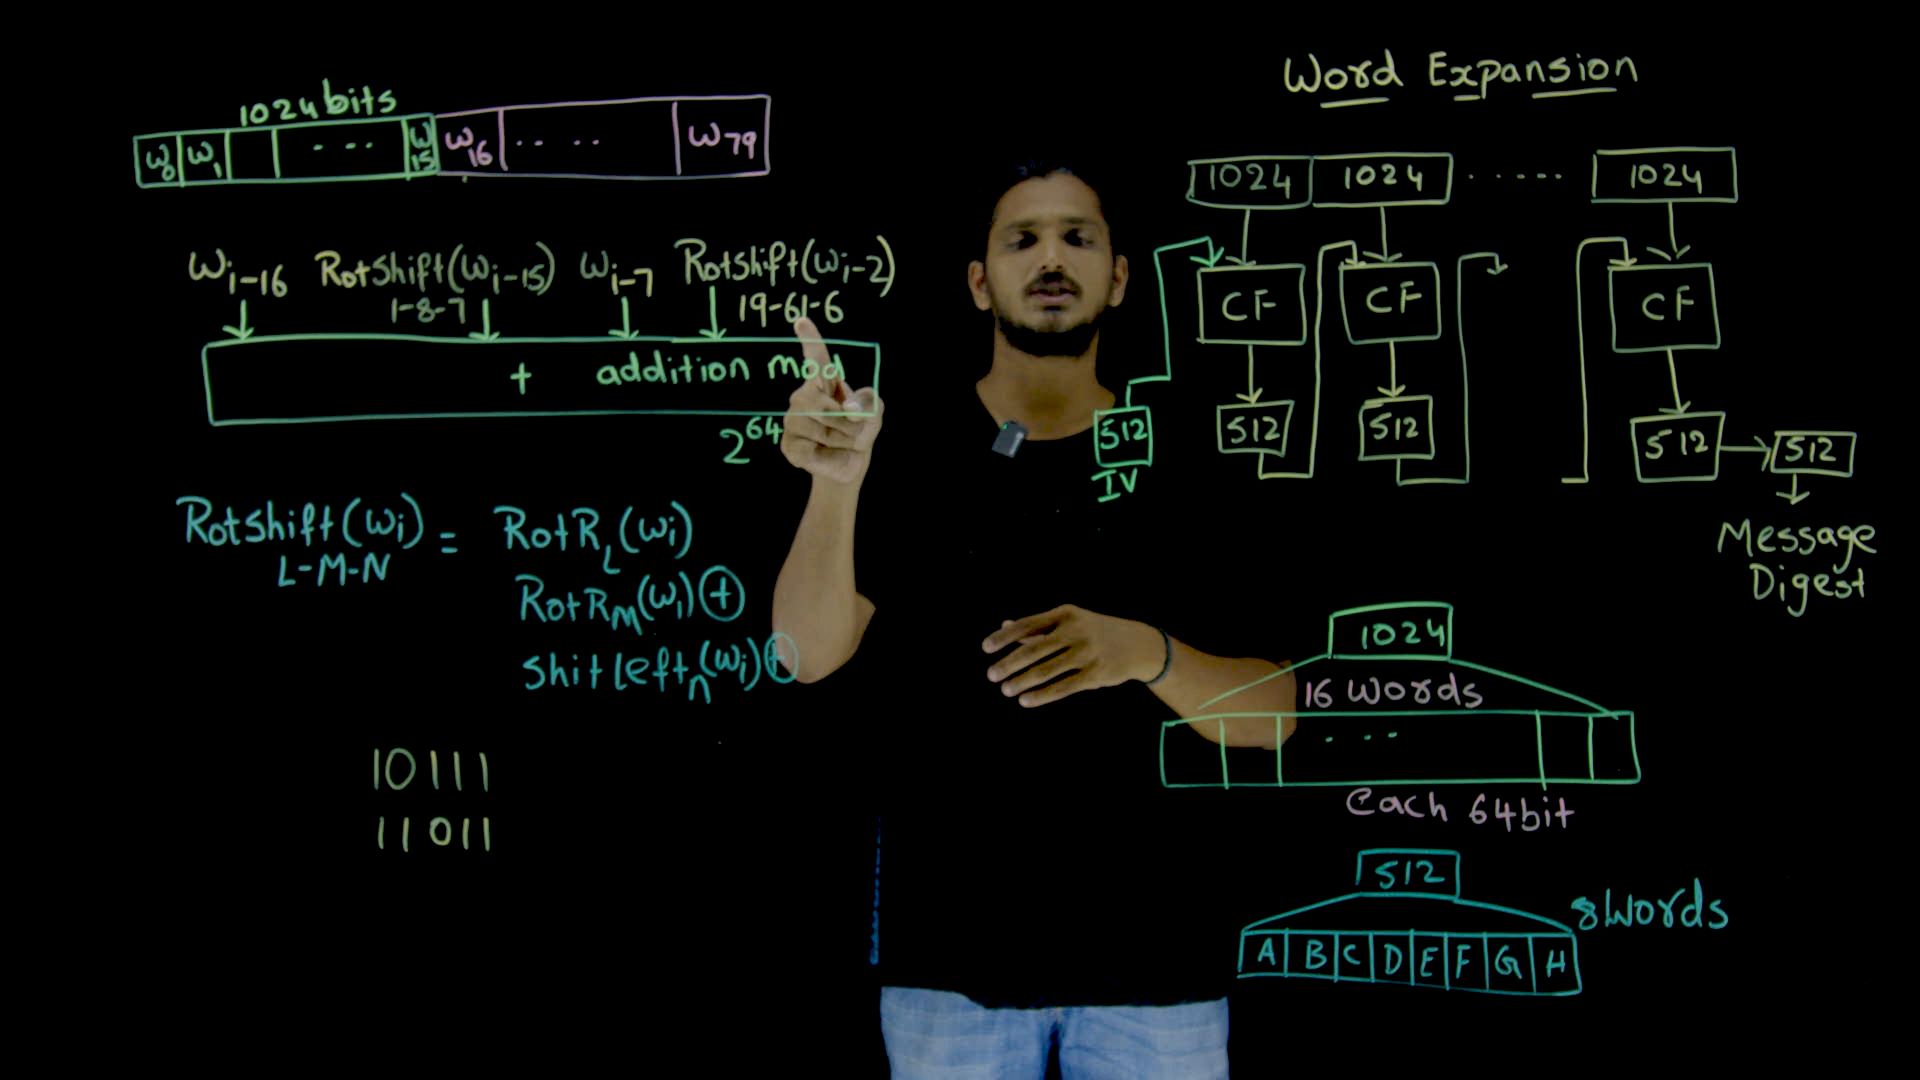 1024bits
W0 W1 ... W15 W16 .... W79
Wi-16 RotShift(Wi-15) Wi-7 RotShift(Wi-2)
1-8-7 19-61-6
+ addition mod
2^64
RotShift(Wi) = RotRL(Wi)
L-M-N
RotRM(Wi)⊕
shitleftn(Wi)⊕
10111
11011
Word Expansion
1024 1024 ...... 1024
CF CF CF
512 512 512 512 512
IV
Message
Digest
1024
16 words
...
Each 64bit
512
8words
A B C D E F G H